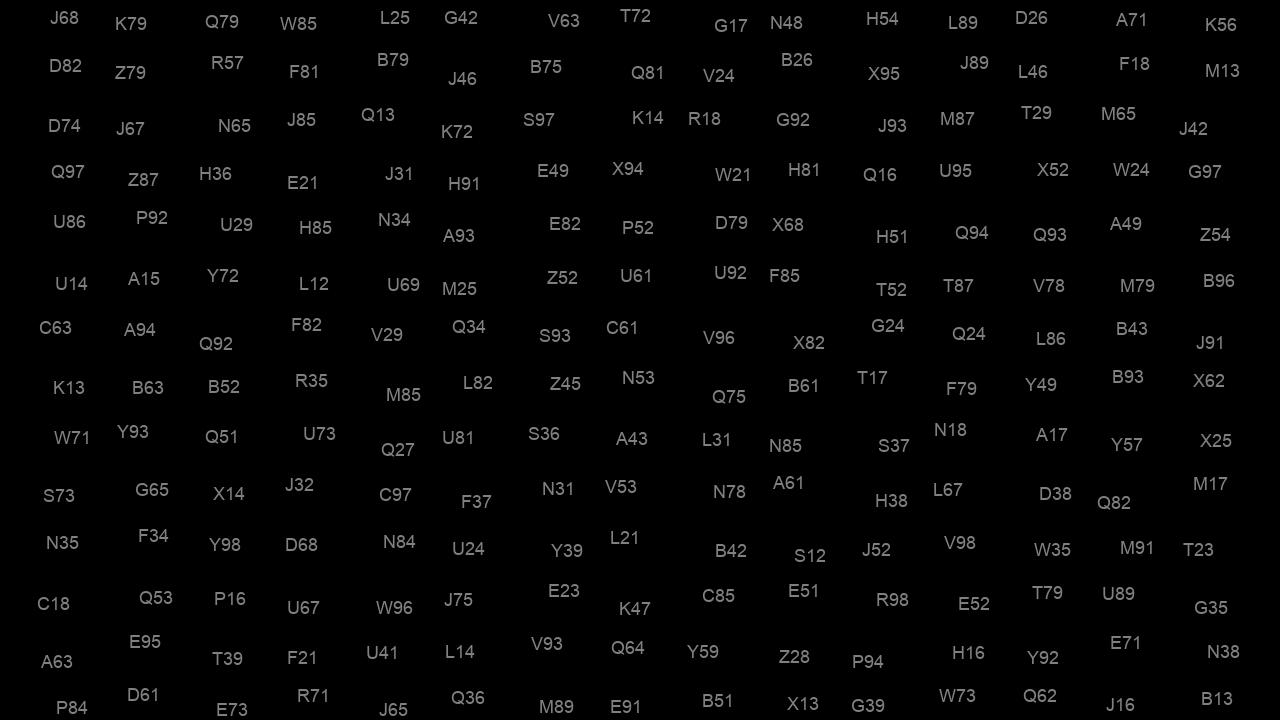 J68 K79 Q79 W85 L25 G42 V63 T72 G17 N48 H54 L89 D26 A71 K56
D82 Z79 R57 F81 B79 J46 B75 Q81 V24 B26 X95 J89 L46 F18 M13
D74 J67 N65 J85 Q13 K72 S97 K14 R18 G92 J93 M87 T29 M65 J42
Q97 Z87 H36 E21 J31 H91 E49 X94 W21 H81 Q16 U95 X52 W24 G97
U86 P92 U29 H85 N34 A93 E82 P52 D79 X68 H51 Q94 Q93 A49 Z54
U14 A15 Y72 L12 U69 M25 Z52 U61 U92 F85 T52 T87 V78 M79 B96
C63 A94 Q92 F82 V29 Q34 S93 C61 V96 X82 G24 Q24 L86 B43 J91
K13 B63 B52 R35 M85 L82 Z45 N53 Q75 B61 T17 F79 Y49 B93 X62
W71 Y93 Q51 U73 Q27 U81 S36 A43 L31 N85 S37 N18 A17 Y57 X25
S73 G65 X14 J32 C97 F37 N31 V53 N78 A61 H38 L67 D38 Q82 M17
N35 F34 Y98 D68 N84 U24 Y39 L21 B42 S12 J52 V98 W35 M91 T23
C18 Q53 P16 U67 W96 J75 E23 K47 C85 E51 R98 E52 T79 U89 G35
A63 E95 T39 F21 U41 L14 V93 Q64 Y59 Z28 P94 H16 Y92 E71 N38
P84 D61 E73 R71 J65 Q36 M89 E91 B51 X13 G39 W73 Q62 J16 B13